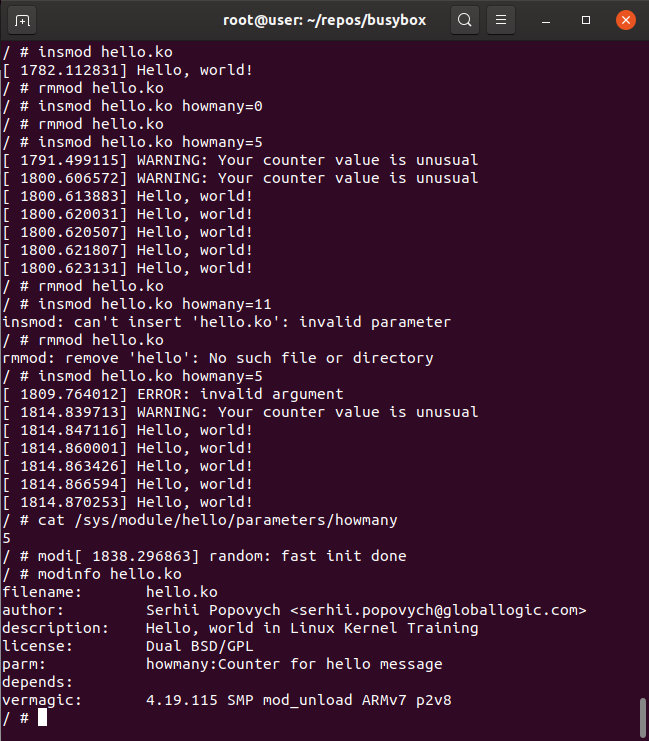 root@user: ~/repos/busybox
/ # insmod hello.ko
[ 1782.112831] Hello, world!
/ # rmmod hello.ko
/ # insmod hello.ko howmany=0
/ # rmmod hello.ko
/ # insmod hello.ko howmany=5
[ 1791.499115] WARNING: Your counter value is unusual
[ 1800.606572] WARNING: Your counter value is unusual
[ 1800.613883] Hello, world!
[ 1800.620031] Hello, world!
[ 1800.620507] Hello, world!
[ 1800.621807] Hello, world!
[ 1800.623131] Hello, world!
/ # rmmod hello.ko
/ # insmod hello.ko howmany=11
insmod: can't insert 'hello.ko': invalid parameter
/ # rmmod hello.ko
rmmod: remove 'hello': No such file or directory
/ # insmod hello.ko howmany=5
[ 1809.764012] ERROR: invalid argument
[ 1814.839713] WARNING: Your counter value is unusual
[ 1814.847116] Hello, world!
[ 1814.860001] Hello, world!
[ 1814.863426] Hello, world!
[ 1814.866594] Hello, world!
[ 1814.870253] Hello, world!
/ # cat /sys/module/hello/parameters/howmany
5
/ # modi[ 1838.296863] random: fast init done
/ # modinfo hello.ko
filename:       hello.ko
author:         Serhii Popovych <serhii.popovych@globallogic.com>
description:    Hello, world in Linux Kernel Training
license:        Dual BSD/GPL
parm:           howmany:Counter for hello message
depends:
vermagic:       4.19.115 SMP mod_unload ARMv7 p2v8
/ #